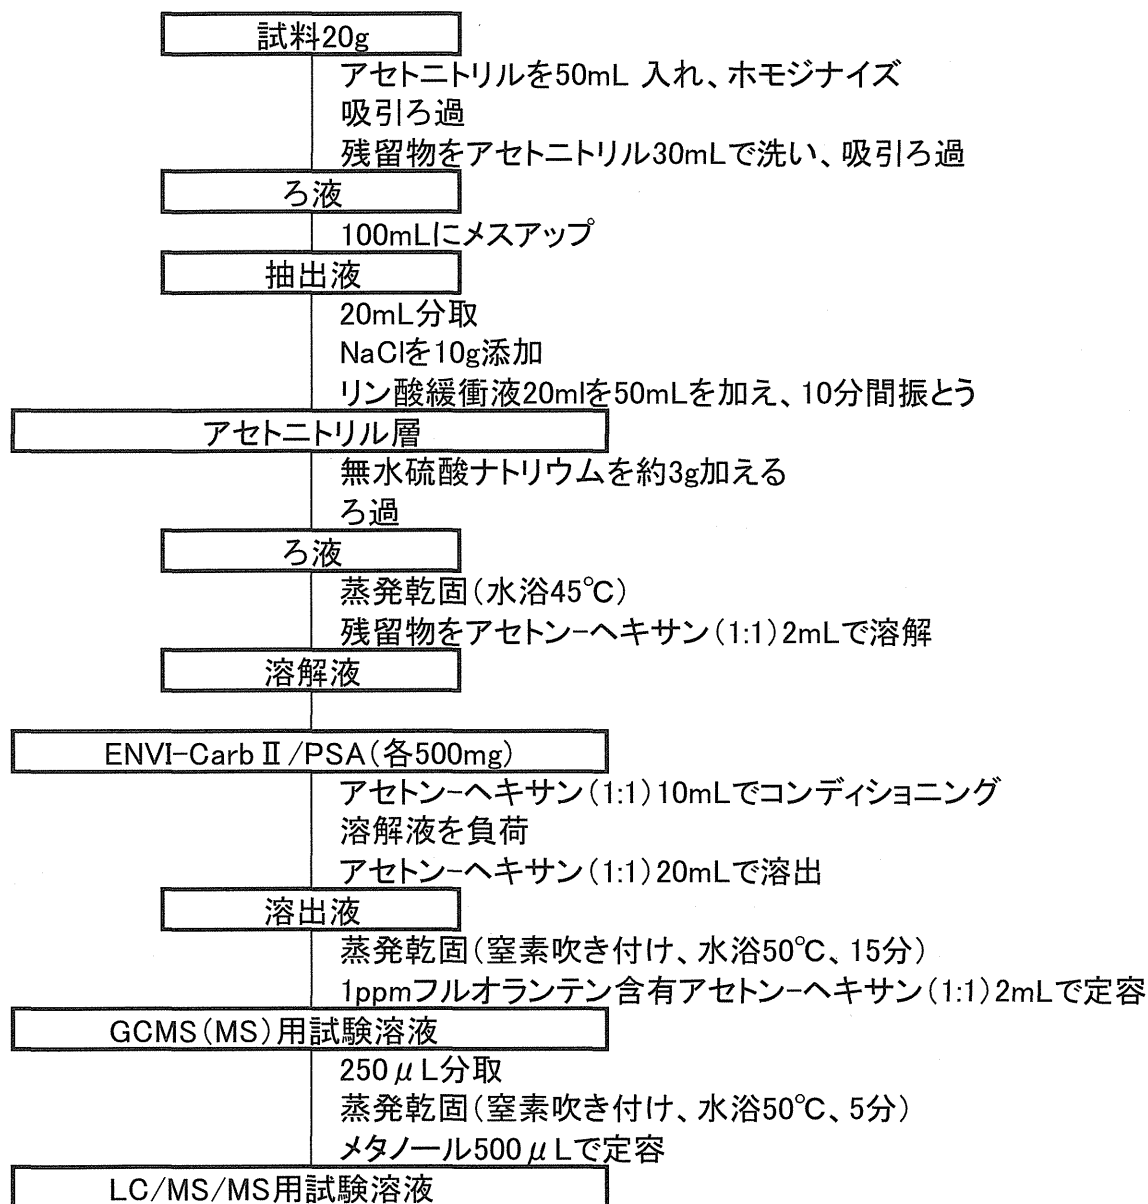 試料20g
アセトニトリルを50mL 入れ、ホモジナイズ
吸引ろ過
残留物をアセトニトリル30mLで洗い、吸引ろ過
ろ液
100mLにメスアップ
抽出液
20mL分取
NaClを10g添加
リン酸緩衝液20mlを50mLを加え、10分間振とう
アセトニトリル層
無水硫酸ナトリウムを約3g加える
ろ過
ろ液
蒸発乾固(水浴45℃)
残留物をアセトン-ヘキサン(1:1)2mLで溶解
溶解液
ENVI-CarbⅡ/PSA(各500mg)
アセトン-ヘキサン(1:1)10mLでコンディショニング
溶解液を負荷
アセトン-ヘキサン(1:1)20mLで溶出
溶出液
蒸発乾固(窒素吹き付け、水浴50℃、15分)
1ppmフルオランテン含有アセトン-ヘキサン(1:1)2mLで定容
GCMS(MS)用試験溶液
250μL分取
蒸発乾固(窒素吹き付け、水浴50℃、5分)
メタノール500μLで定容
LC/MS/MS用試験溶液